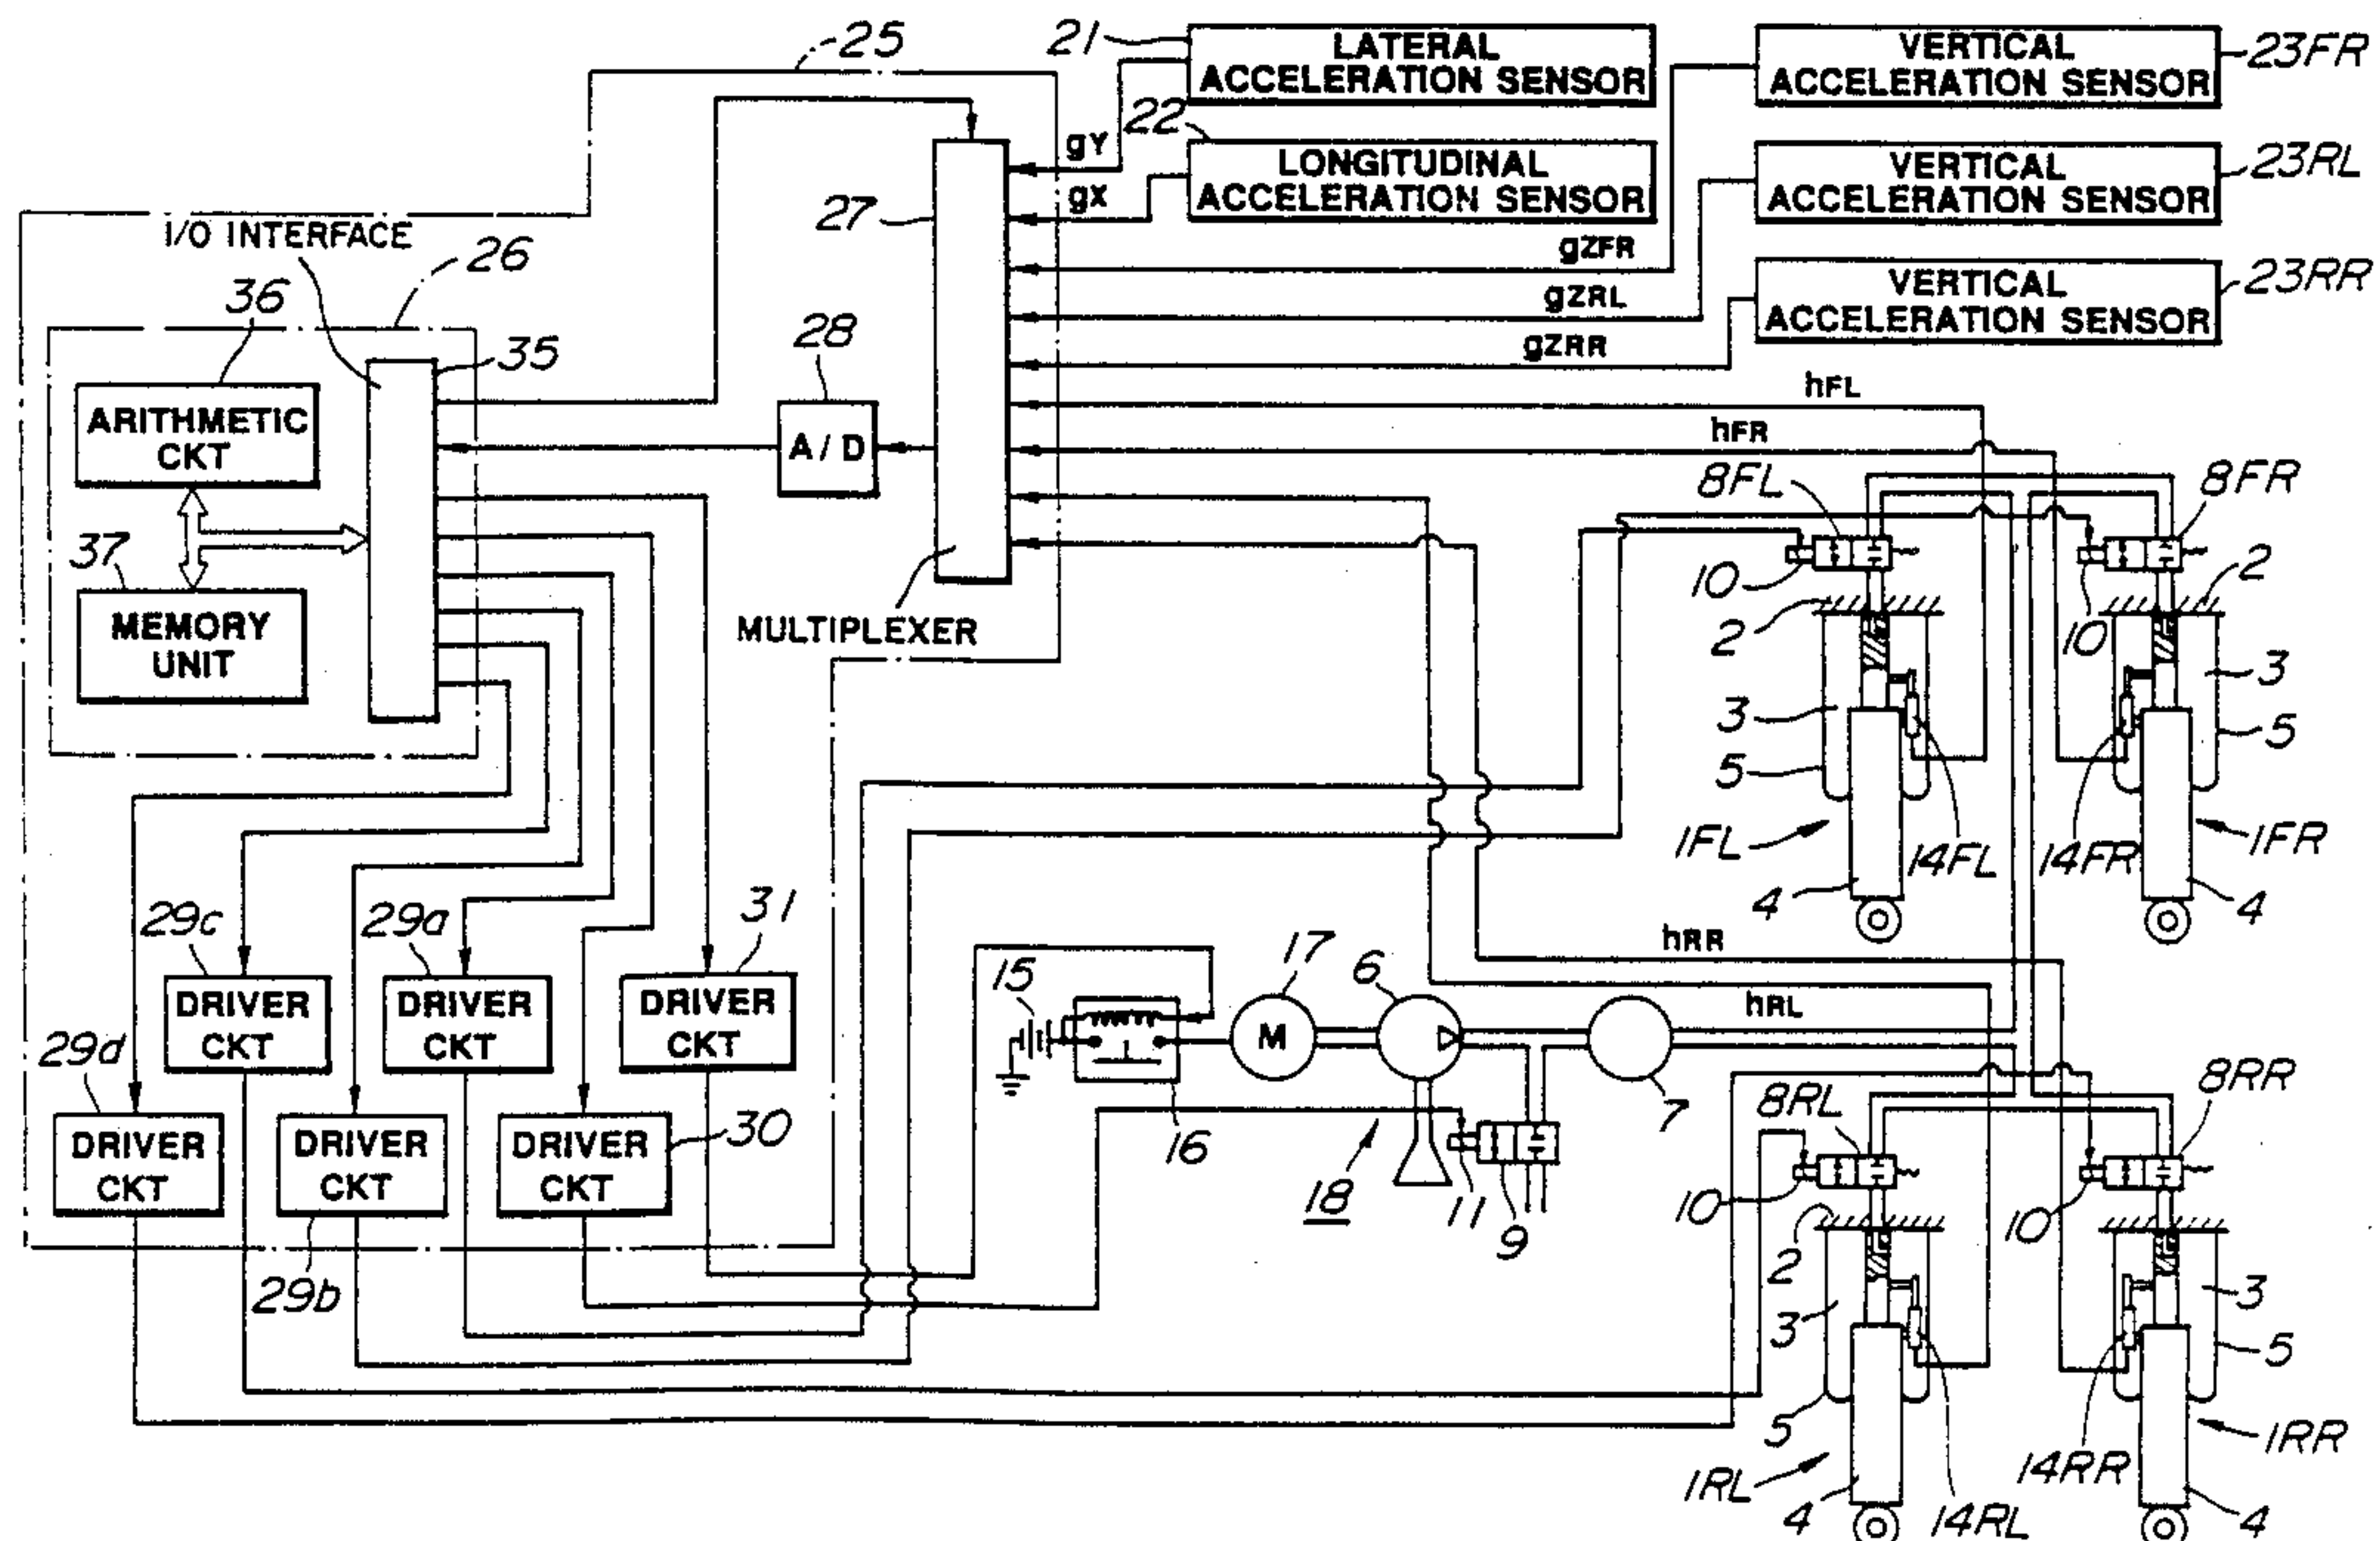 25
21
LATERAL
ACCELERATION SENSOR
VERTICAL
ACCELERATION SENSOR
23FR
22
gY
LONGITUDINAL
ACCELERATION SENSOR
gX
VERTICAL
ACCELERATION SENSOR
23RL
27
I/O INTERFACE
26
gZFR
VERTICAL
ACCELERATION SENSOR
23RR
36
gZRL
28
gZRR
35
hFL
ARITHMETIC
CKT
A/D
hFR
8FL
8FR
37
10
2
10
2
MEMORY
UNIT
MULTIPLEXER
3
3
5
5
1FL
14FL
14FR
1FR
4
4
29c
29a
31
hRR
15
17
6
DRIVER
CKT
DRIVER
CKT
DRIVER
CKT
M
hRL
29d
16
7
8RL
8RR
DRIVER
CKT
DRIVER
CKT
DRIVER
CKT
30
18
11
9
10
10
2
29b
3
3
5
5
1RL
14RL
14RR
1RR
4
4